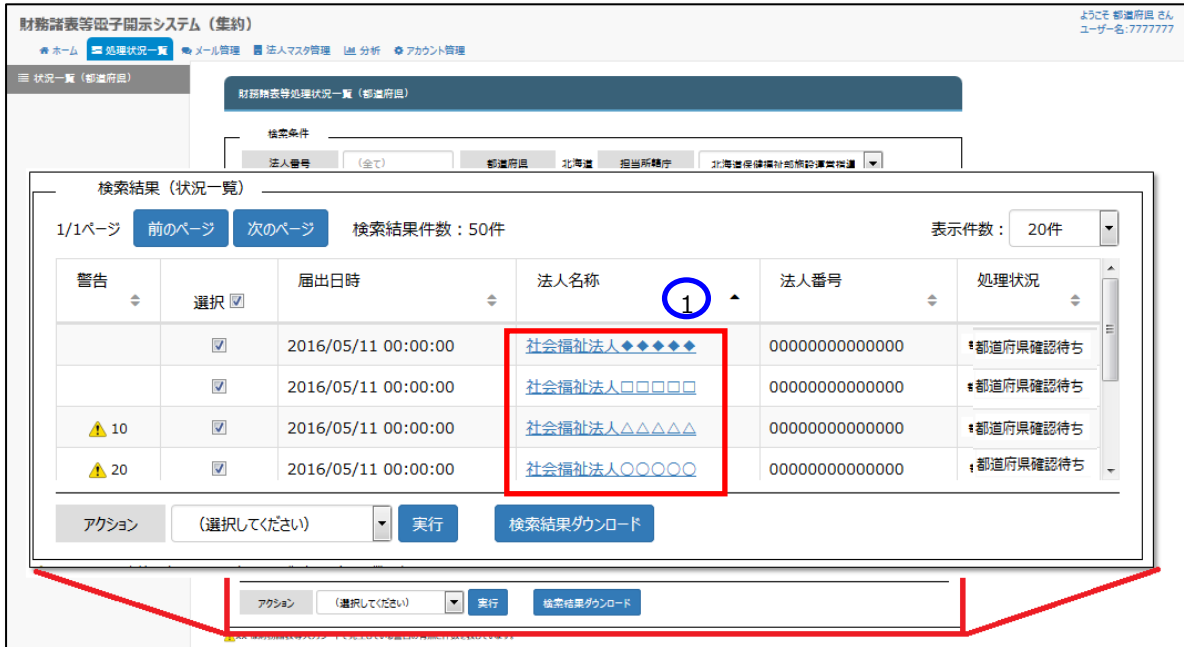 財務諸表等電子開示システム（集約）
ようこそ 都道府県 さん
ユーザー名:7777777
ホーム 処理状況一覧 メール管理 法人マスタ管理 分析 アカウント管理
状況一覧（都道府県）
財務諸表等処理状況一覧（都道府県）
検索条件
法人番号 （全て） 都道府県 北海道 担当所轄庁 北海道保健福祉部施設運営指導
検索結果（状況一覧）
1/1ページ 前のページ 次のページ 検索結果件数：50件 表示件数： 20件
警告 選択 届出日時 法人名称 1 法人番号 処理状況
2016/05/11 00:00:00 社会福祉法人◆◆◆◆◆ 00000000000000 都道府県確認待ち
2016/05/11 00:00:00 社会福祉法人□□□□□ 00000000000000 都道府県確認待ち
10 2016/05/11 00:00:00 社会福祉法人△△△△△ 00000000000000 都道府県確認待ち
20 2016/05/11 00:00:00 社会福祉法人○○○○○ 00000000000000 都道府県確認待ち
アクション （選択してください） 実行 検索結果ダウンロード
アクション （選択してください） 実行 検索結果ダウンロード